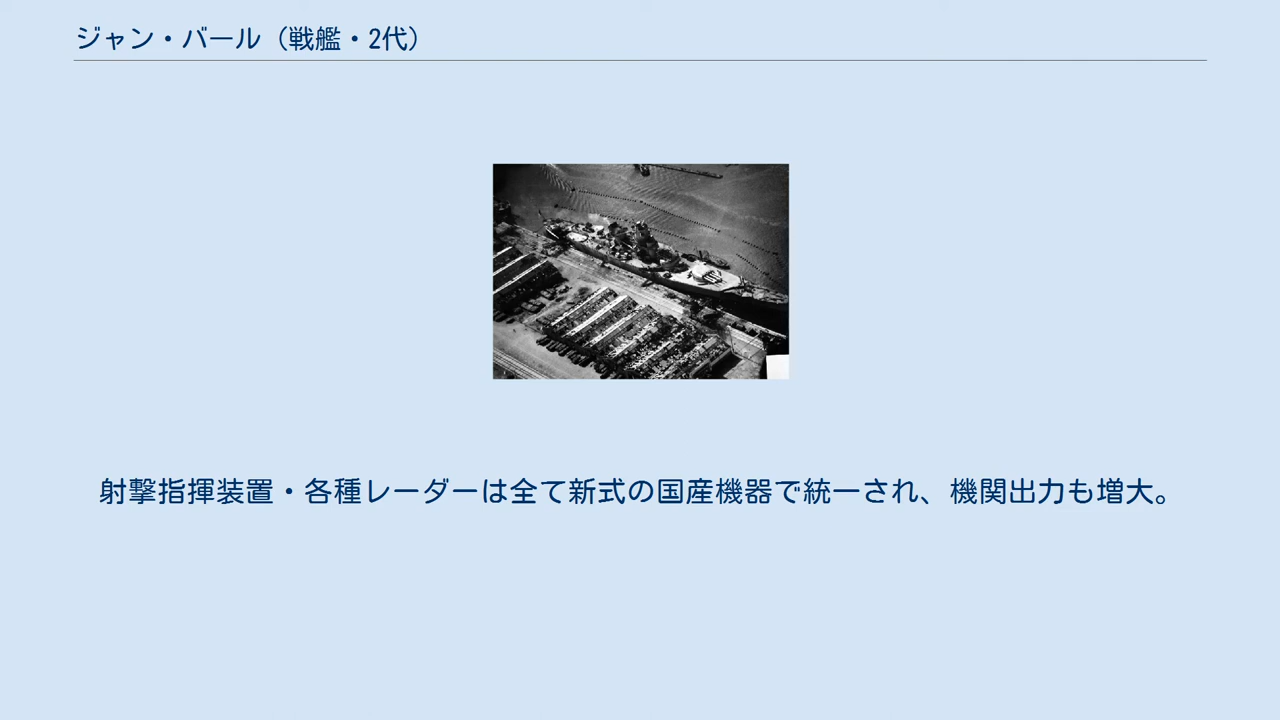 ジャン・バール（戦艦・2代）
射撃指揮装置・各種レーダーは全て新式の国産機器で統一され、機関出力も増大。